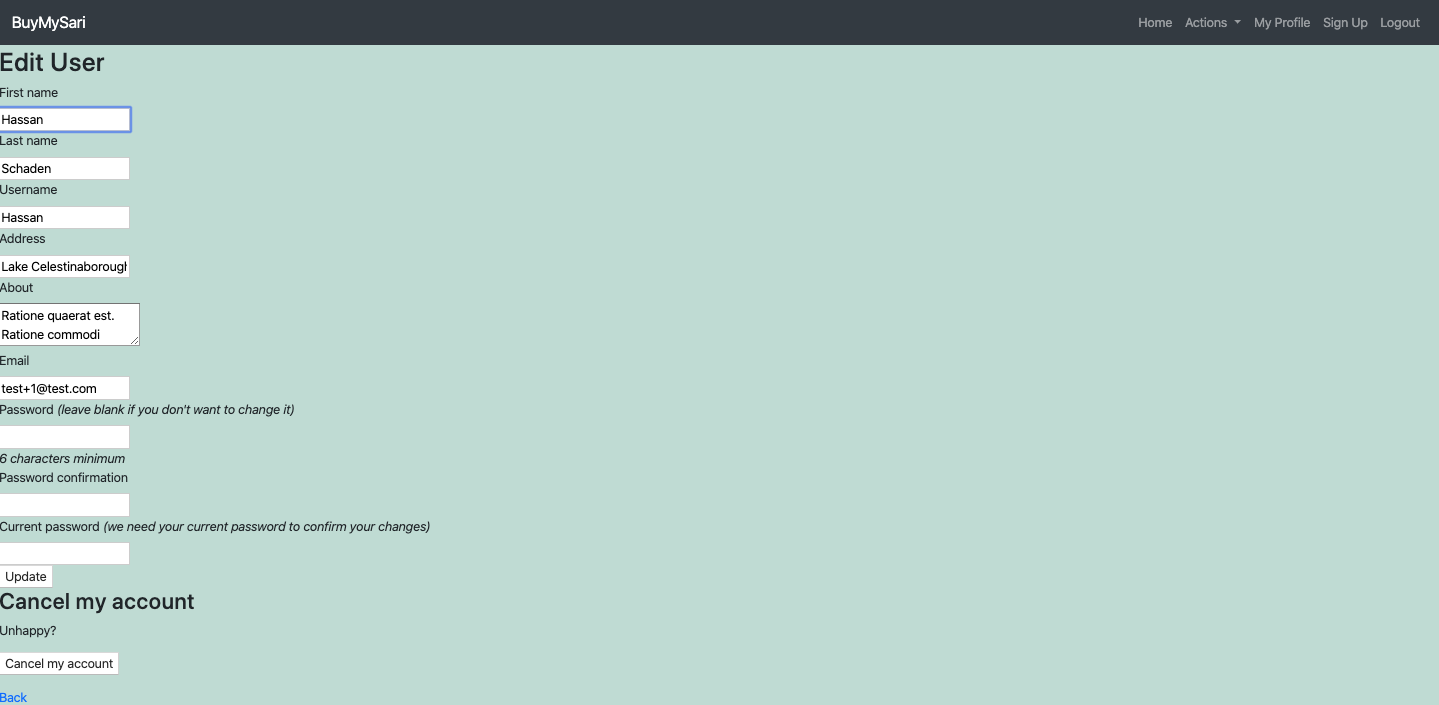 BuyMySari Home Actions My Profile Sign Up Logout
Edit User
First name
Hassan
Last name
Schaden
Username
Hassan
Address
Lake Celestinaborough
About
Ratione quaerat est.
Ratione commodi
Email
test+1@test.com
Password (leave blank if you don't want to change it)
6 characters minimum
Password confirmation
Current password (we need your current password to confirm your changes)
Update
Cancel my account
Unhappy?
Cancel my account
Back